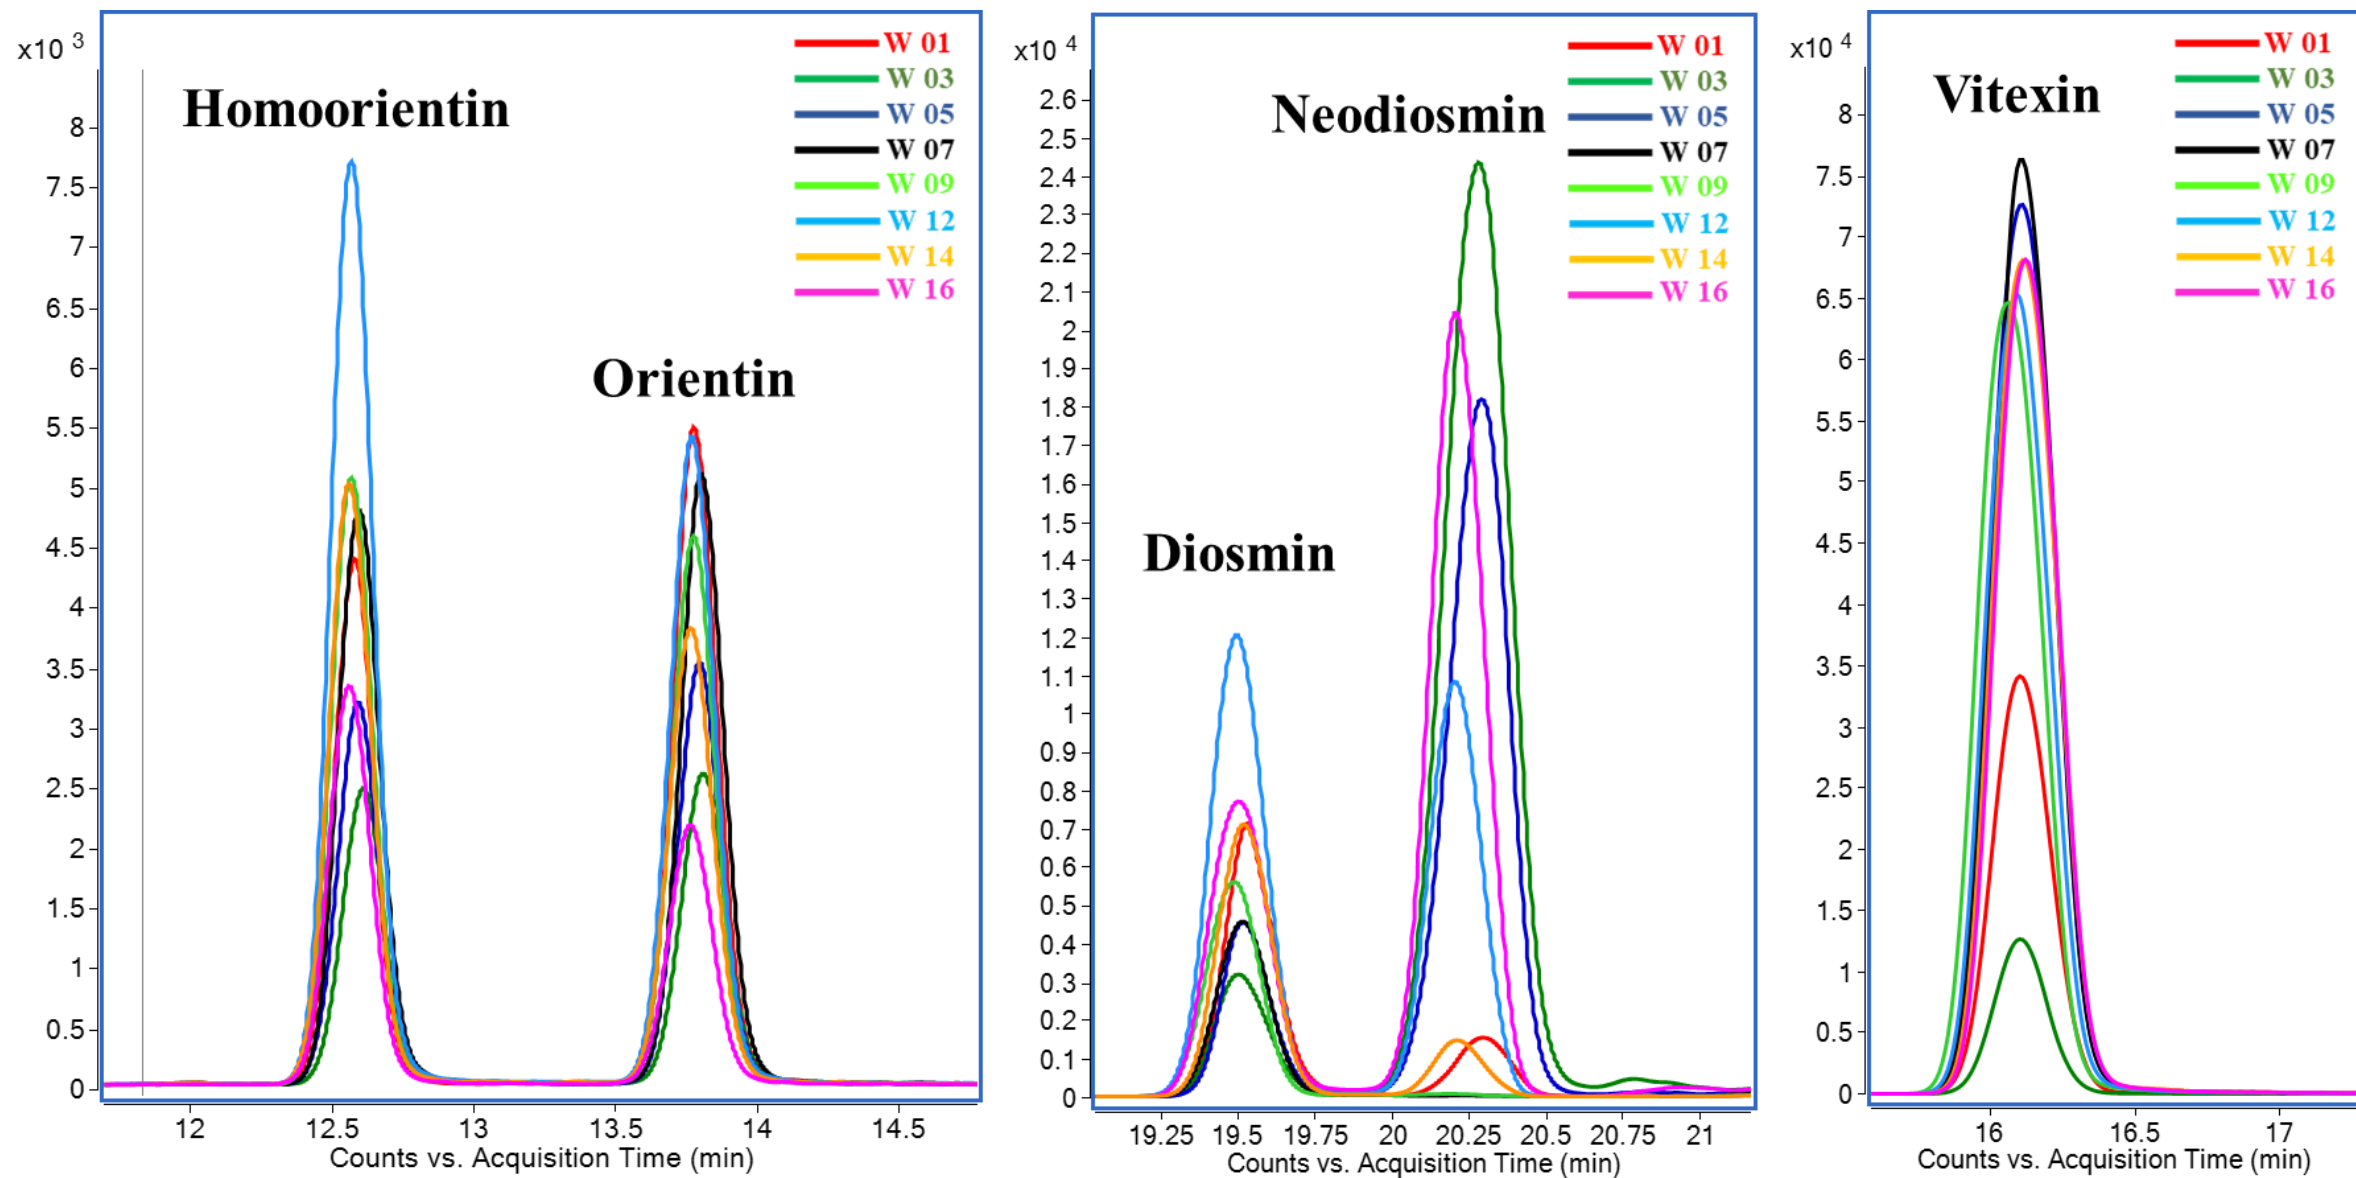 x10 3
Homoorientin
Orientin
W 01
W 03
W 05
W 07
W 09
W 12
W 14
W 16
8
7.5
7
6.5
6
5.5
5
4.5
4
3.5
3
2.5
2
1.5
1
0.5
0
12 12.5 13 13.5 14 14.5
Counts vs. Acquisition Time (min)
x10 4
Neodiosmin
Diosmin
W 01
W 03
W 05
W 07
W 09
W 12
W 14
W 16
2.6
2.5
2.4
2.3
2.2
2.1
2
1.9
1.8
1.7
1.6
1.5
1.4
1.3
1.2
1.1
1
0.9
0.8
0.7
0.6
0.5
0.4
0.3
0.2
0.1
0
19.25 19.5 19.75 20 20.25 20.5 20.75 21
Counts vs. Acquisition Time (min)
x10 4
Vitexin
W 01
W 03
W 05
W 07
W 09
W 12
W 14
W 16
8
7.5
7
6.5
6
5.5
5
4.5
4
3.5
3
2.5
2
1.5
1
0.5
0
16 16.5 17
Counts vs. Acquisition Time (min)